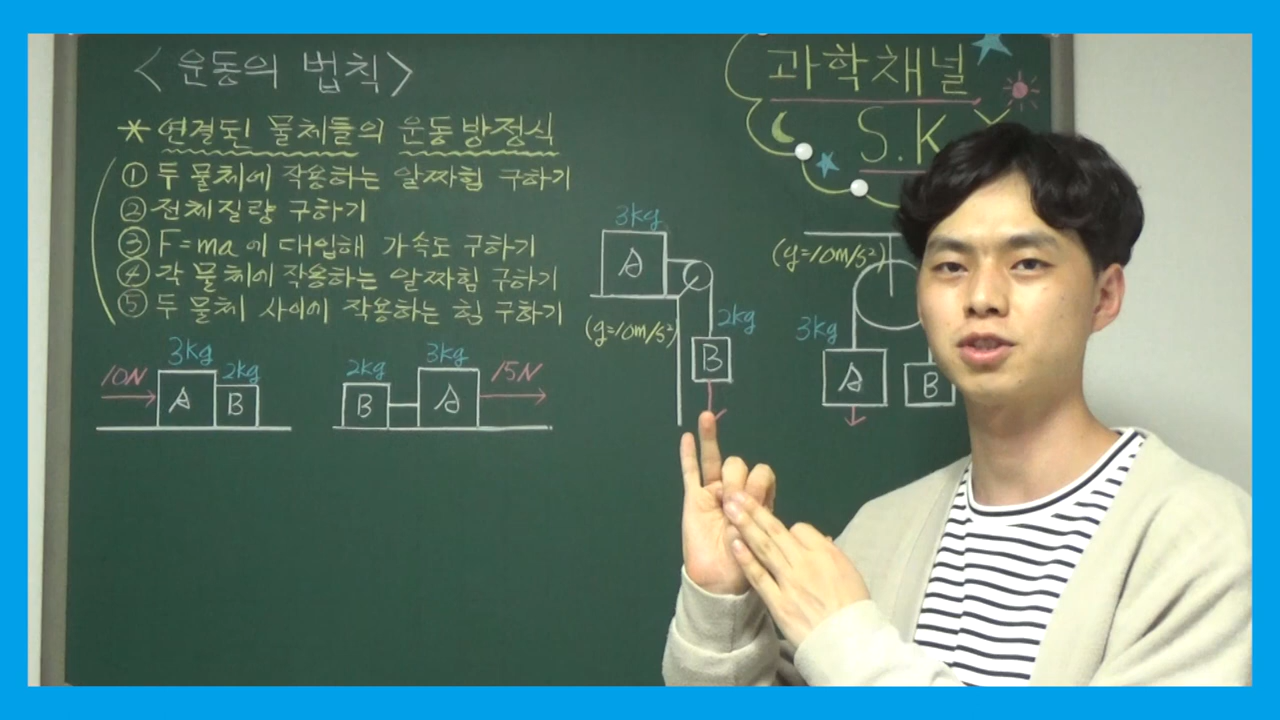 <운동의 법칙>
과학채널
S.K
* 연결된 물체들의 운동방정식
① 두 물체에 작용하는 알짜힘 구하기
② 전체질량 구하기
③ F=ma에 대입해 가속도 구하기
④ 각 물체에 작용하는 알짜힘 구하기
⑤ 두 물체 사이에 작용하는 힘 구하기
10N
3kg
2kg
A
B
2kg
3kg
15N
B
A
3kg
A
(g=10m/s²)
2kg
B
(g=10m/s²)
3kg
A
B